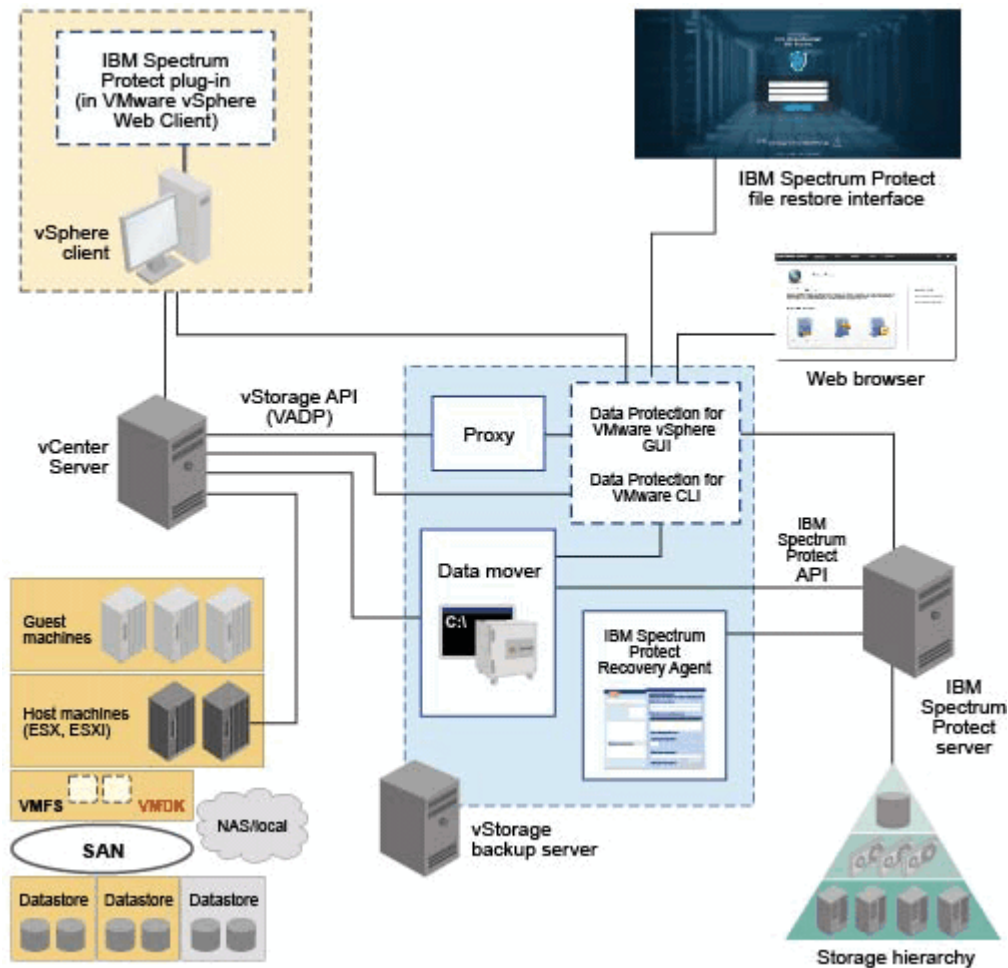 IBM Spectrum
Protect plug-in
(in VMware vSphere
Web Client)
vSphere
client
IBM Spectrum Protect
file restore interface
Web browser
vCenter
Server
vStorage API
(VADP)
Proxy
Data Protection for
VMware vSphere
GUI
Data Protection for
VMware CLI
Data mover
C:\
IBM
Spectrum
Protect
API
IBM Spectrum
Protect
Recovery Agent
IBM
Spectrum
Protect
server
Guest
machines
Host machines
(ESX, ESXI)
VMFS
VMDK
NAS/local
SAN
Datastore
Datastore
Datastore
vStorage
backup server
Storage hierarchy